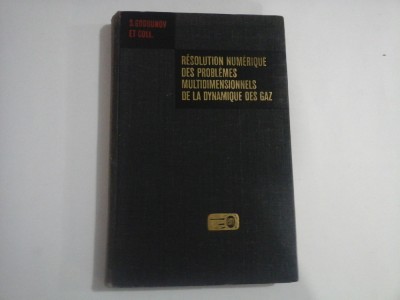 S. GODOUNOV
ET COLL.
RÉSOLUTION NUMÉRIQUE
DES PROBLÈMES
MULTIDIMENSIONNELS
DE LA DYNAMIQUE DES GAZ